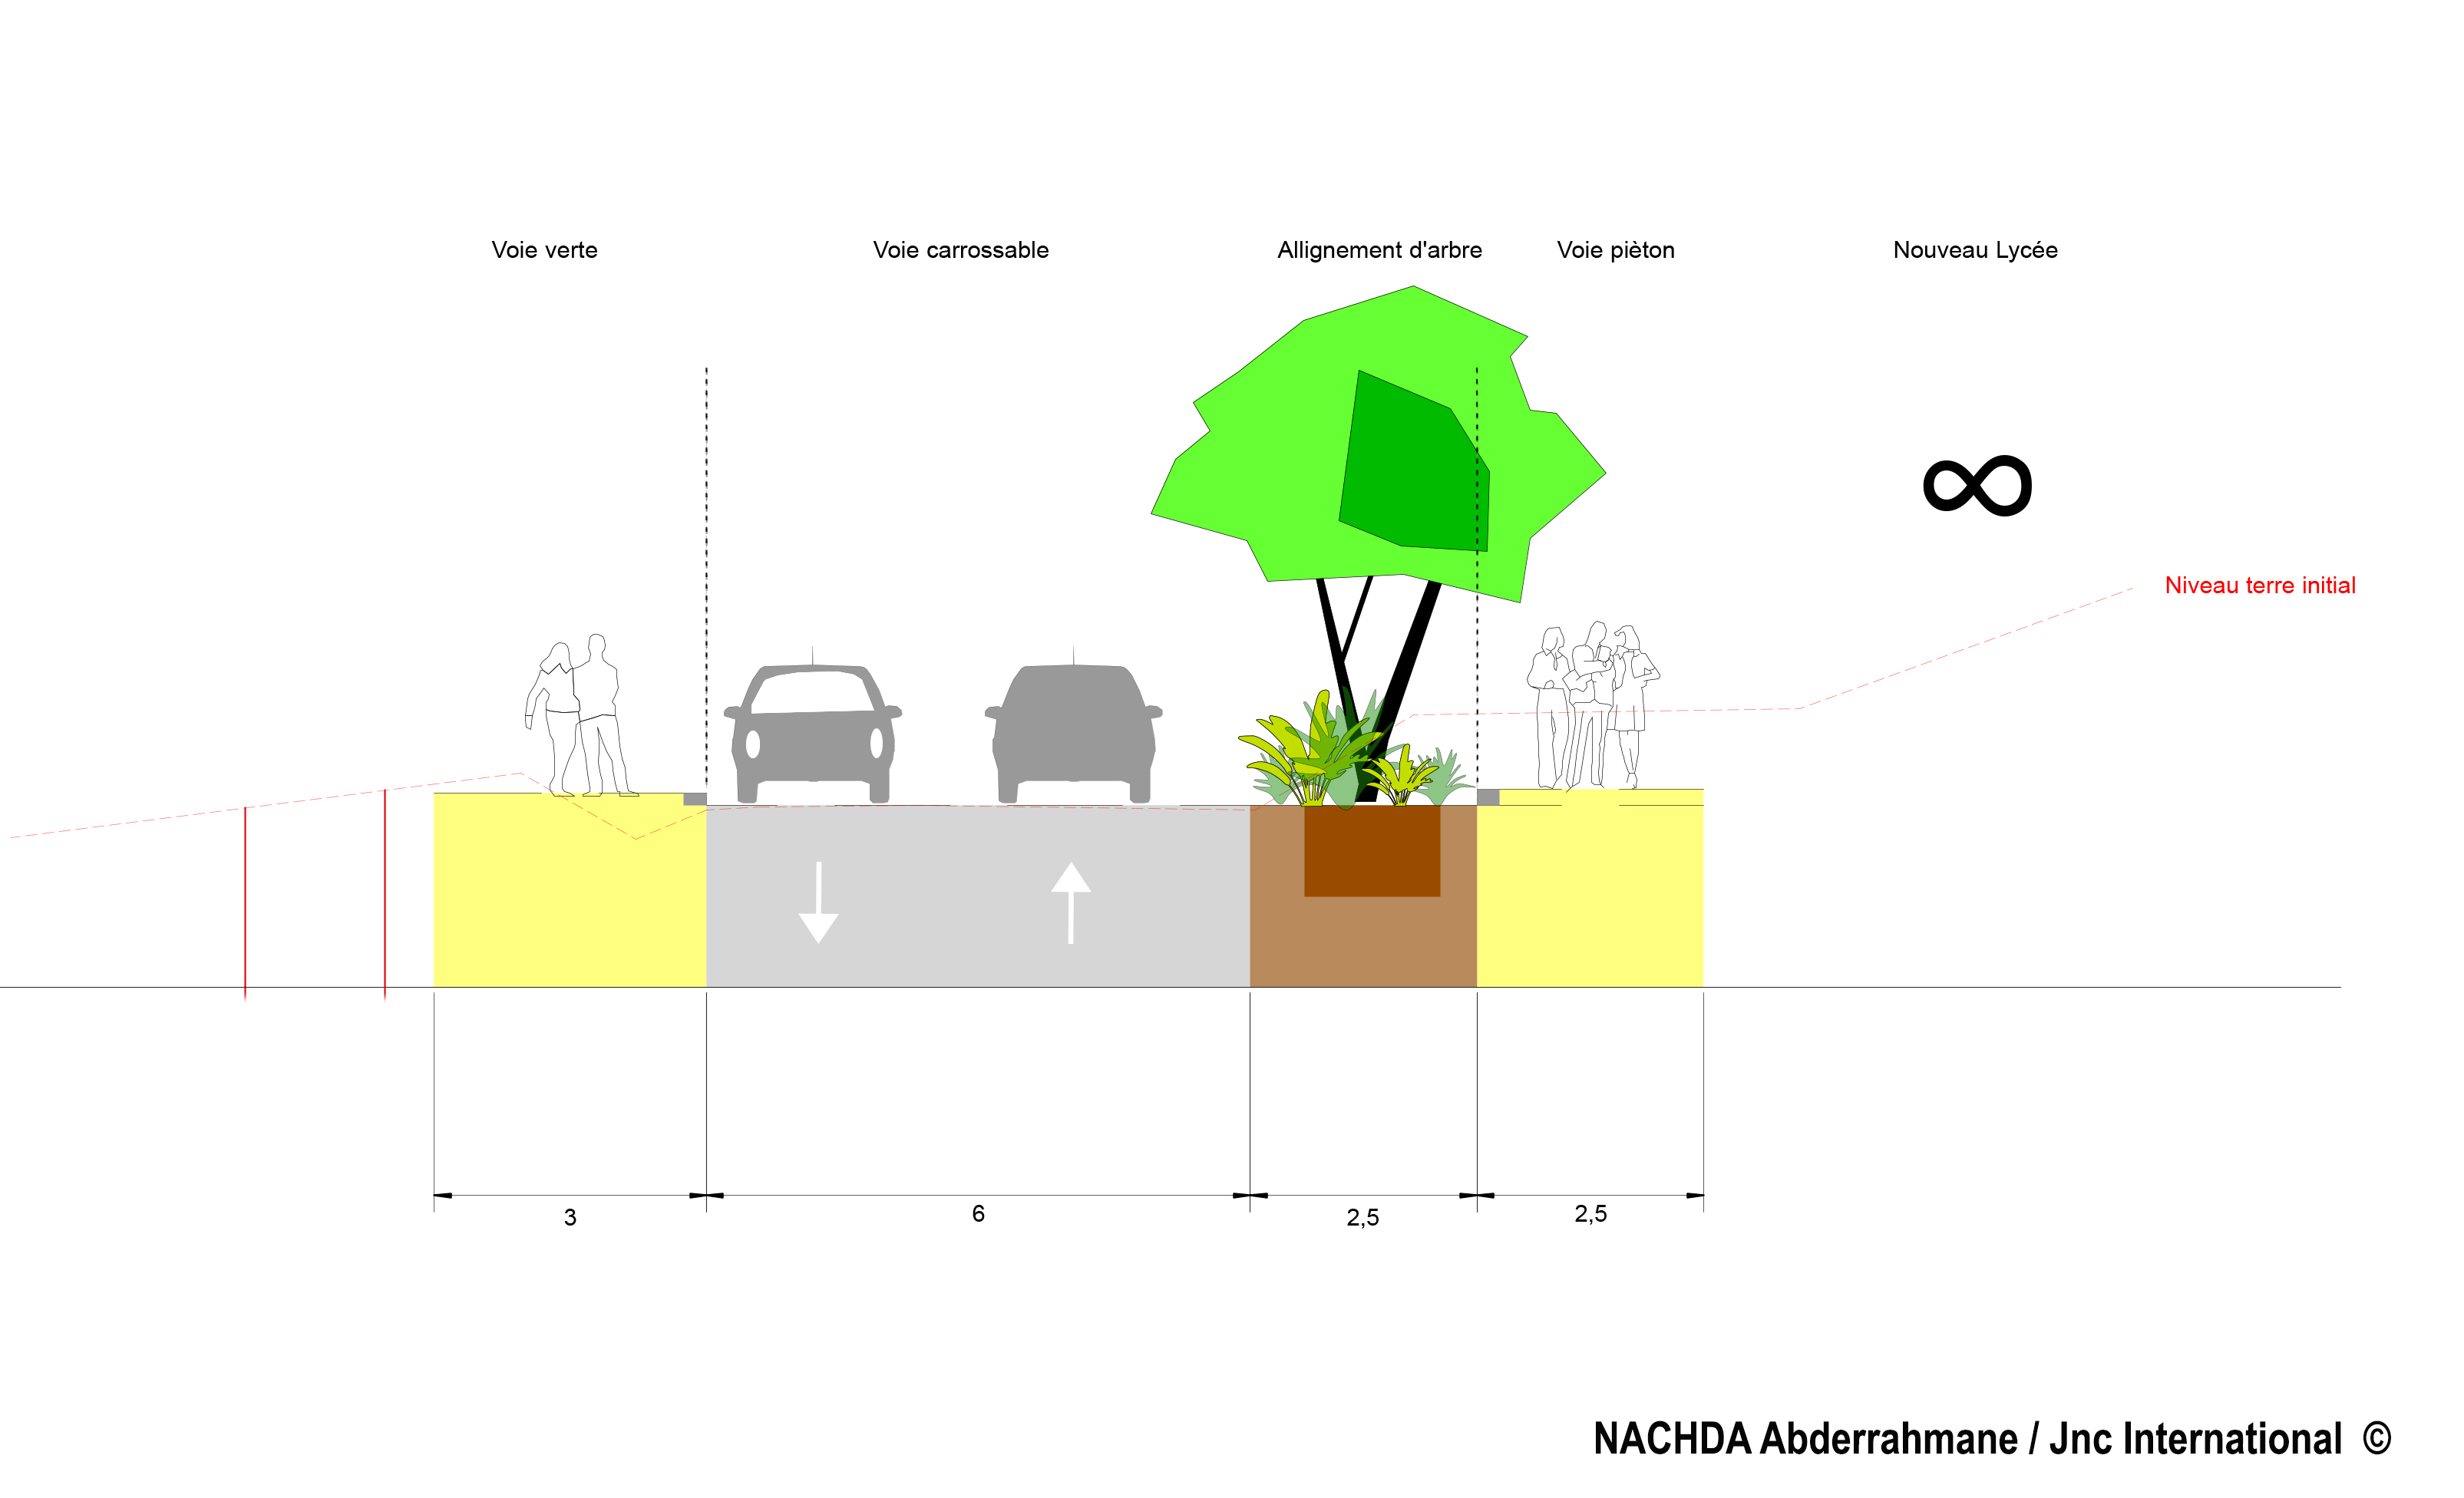 Voie verte
Voie carrossable
Allignement d'arbre
Voie pièton
Nouveau Lycée
∞
Niveau terre initial
3
6
2,5
2,5
NACHDA Abderrahmane / Jnc International ©